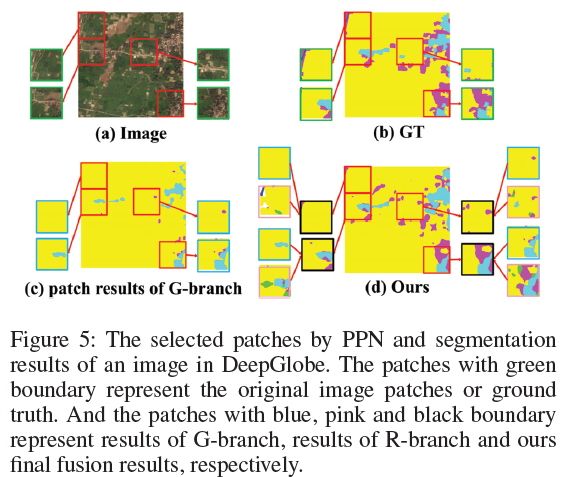 (a) Image
(b) GT
(c) patch results of G-branch
(d) Ours
Figure 5: The selected patches by PPN and segmentation
results of an image in DeepGlobe. The patches with green
boundary represent the original image patches or ground
truth. And the patches with blue, pink and black boundary
represent results of G-branch, results of R-branch and ours
final fusion results, respectively.